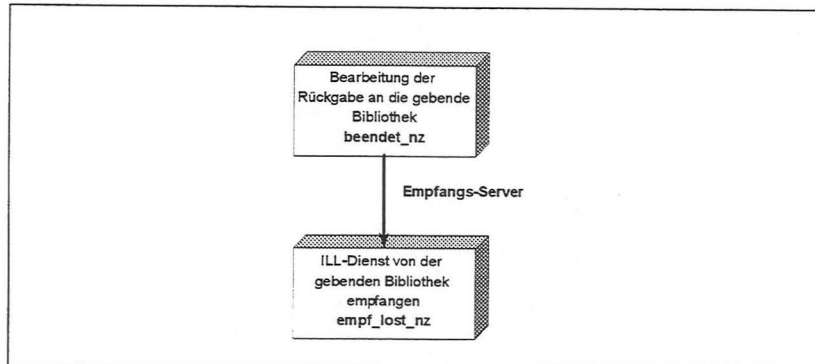 Bearbeitung der
Rückgabe an die gebende
Bibliothek
beendet_nz
Empfangs-Server
ILL-Dienst von der
gebenden Bibliothek
empfangen
empf_lost_nz